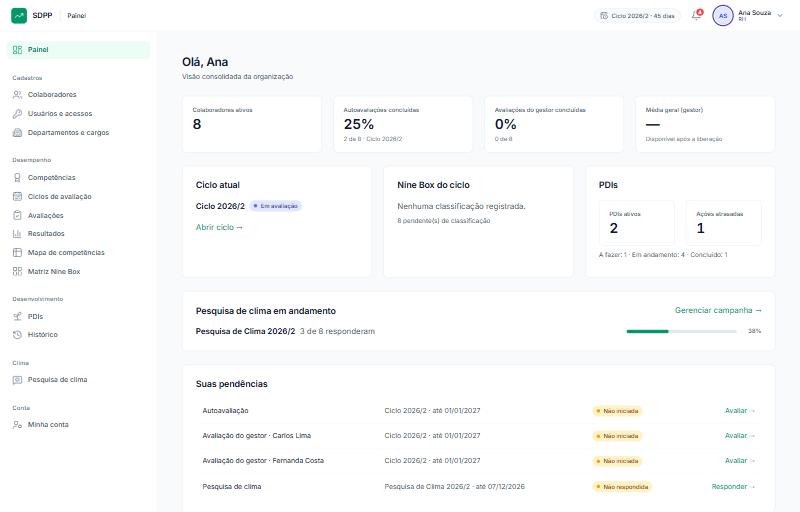 SDPP
Painel
Ciclo 2026/2 · 45 dias
4
AS
Ana Souza
RH
Painel
Cadastros
Colaboradores
Usuários e acessos
Departamentos e cargos
Desempenho
Competências
Ciclos de avaliação
Avaliações
Resultados
Mapa de competências
Matriz Nine Box
Desenvolvimento
PDIs
Histórico
Clima
Pesquisa de clima
Conta
Minha conta
Olá, Ana
Visão consolidada da organização
Colaboradores ativos
8
Autoavaliações concluídas
25%
2 de 8 · Ciclo 2026/2
Avaliações do gestor concluídas
0%
0 de 8
Média geral (gestor)
—
Disponível após a liberação
Ciclo atual
Ciclo 2026/2 Em avaliação
Abrir ciclo →
Nine Box do ciclo
Nenhuma classificação registrada.
8 pendente(s) de classificação
PDIs
PDIs ativos
2
Ações atrasadas
1
A fazer: 1 · Em andamento: 4 · Concluído: 1
Pesquisa de clima em andamento
Gerenciar campanha →
Pesquisa de Clima 2026/2 3 de 8 responderam
38%
Suas pendências
Autoavaliação Ciclo 2026/2 · até 01/01/2027 Não iniciada Avaliar →
Avaliação do gestor · Carlos Lima Ciclo 2026/2 · até 01/01/2027 Não iniciada Avaliar →
Avaliação do gestor · Fernanda Costa Ciclo 2026/2 · até 01/01/2027 Não iniciada Avaliar →
Pesquisa de clima Pesquisa de Clima 2026/2 · até 07/12/2026 Não respondida Responder →